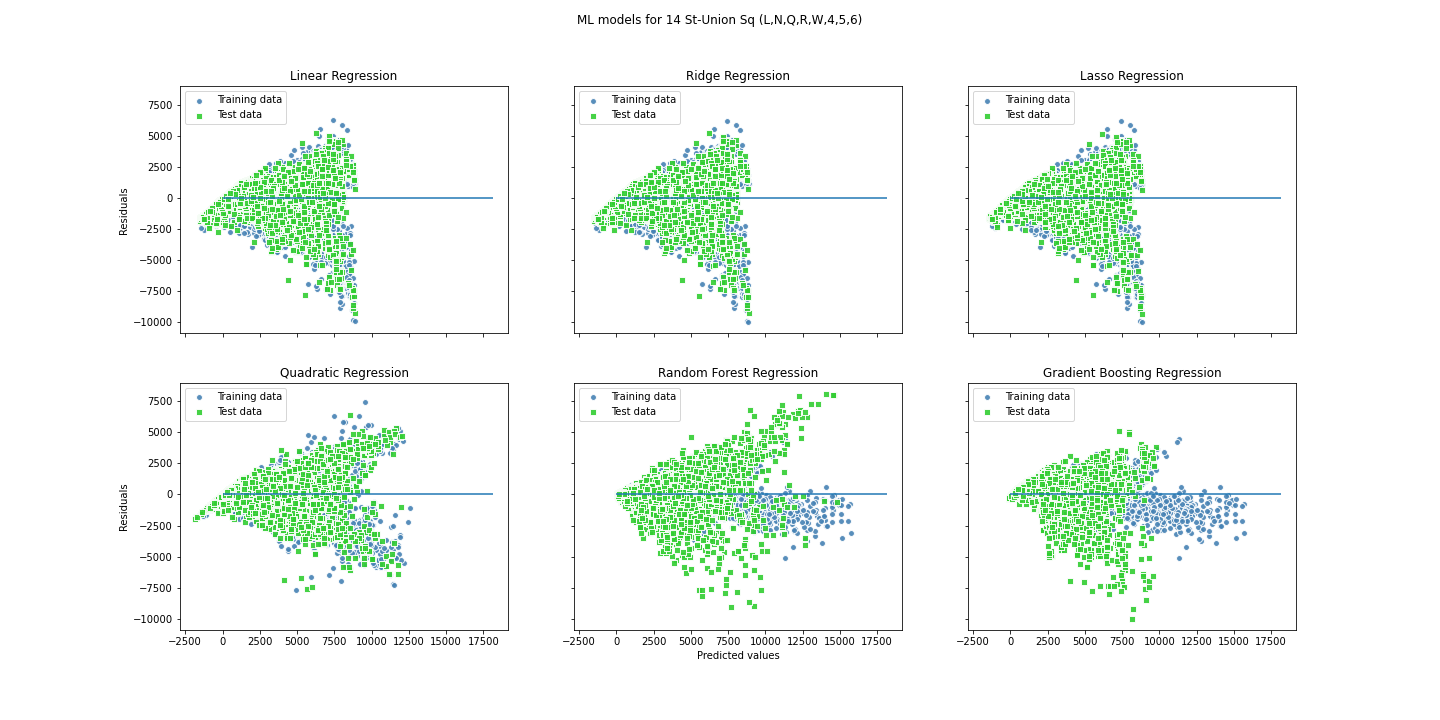 ML models for 14 St-Union Sq (L,N,Q,R,W,4,5,6)
Linear Regression
Training data
Test data
7500
5000
2500
0
−2500
−5000
−7500
−10000
Residuals
Ridge Regression
Training data
Test data
Lasso Regression
Training data
Test data
Quadratic Regression
Training data
Test data
7500
5000
2500
0
−2500
−5000
−7500
−10000
Residuals
−2500 0 2500 5000 7500 10000 12500 15000 17500
Random Forest Regression
Training data
Test data
−2500 0 2500 5000 7500 10000 12500 15000 17500
Predicted values
Gradient Boosting Regression
Training data
Test data
−2500 0 2500 5000 7500 10000 12500 15000 17500